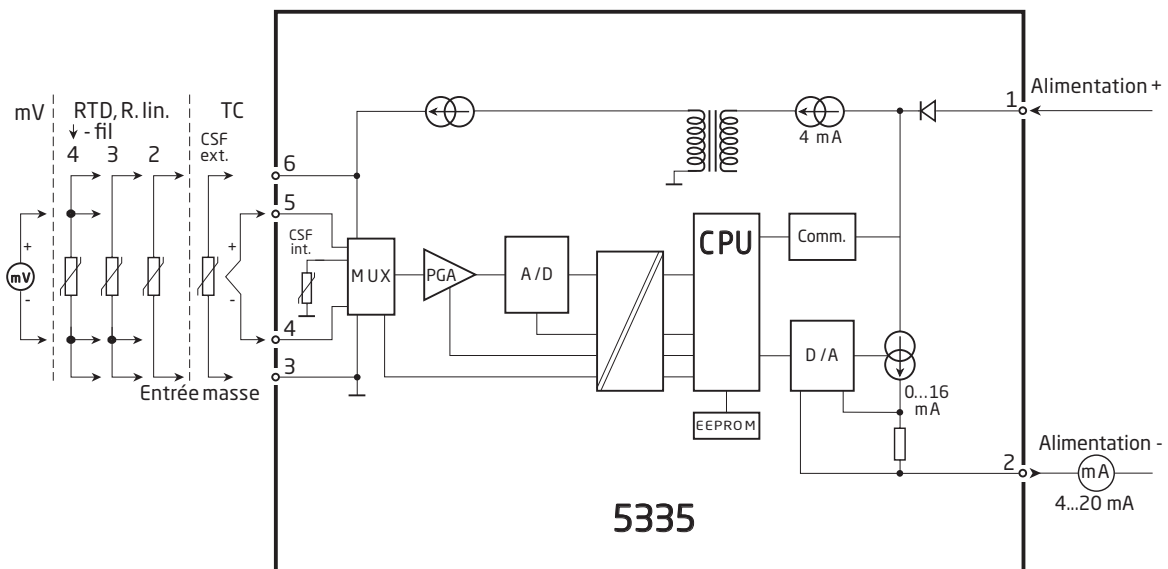 mV
RTD, R. lin.
- fil
4 3 2
TC
CSF
ext.
+
mV
-
+
-
Entrée masse
6
5
4
3
CSF
int.
MUX
PGA
A/D
CPU
Comm.
D/A
EEPROM
4 mA
0...16
mA
1
Alimentation +
2
Alimentation -
mA
4...20 mA
5335